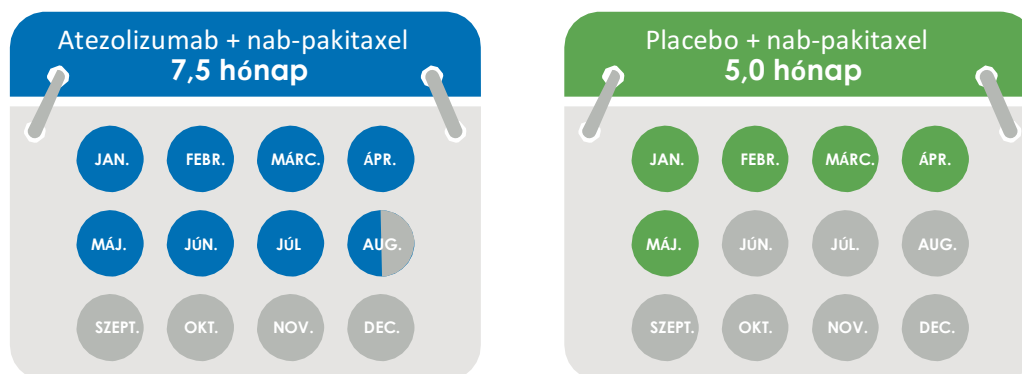 Atezolizumab + nab-pakitaxel
7,5 hónap
JAN. FEBR. MÁRC. ÁPR.
MÁJ. JÚN. JÚL AUG.
SZEPT. OKT. NOV. DEC.
Placebo + nab-pakitaxel
5,0 hónap
JAN. FEBR. MÁRC. ÁPR.
MÁJ. JÚN. JÚL. AUG.
SZEPT. OKT. NOV. DEC.